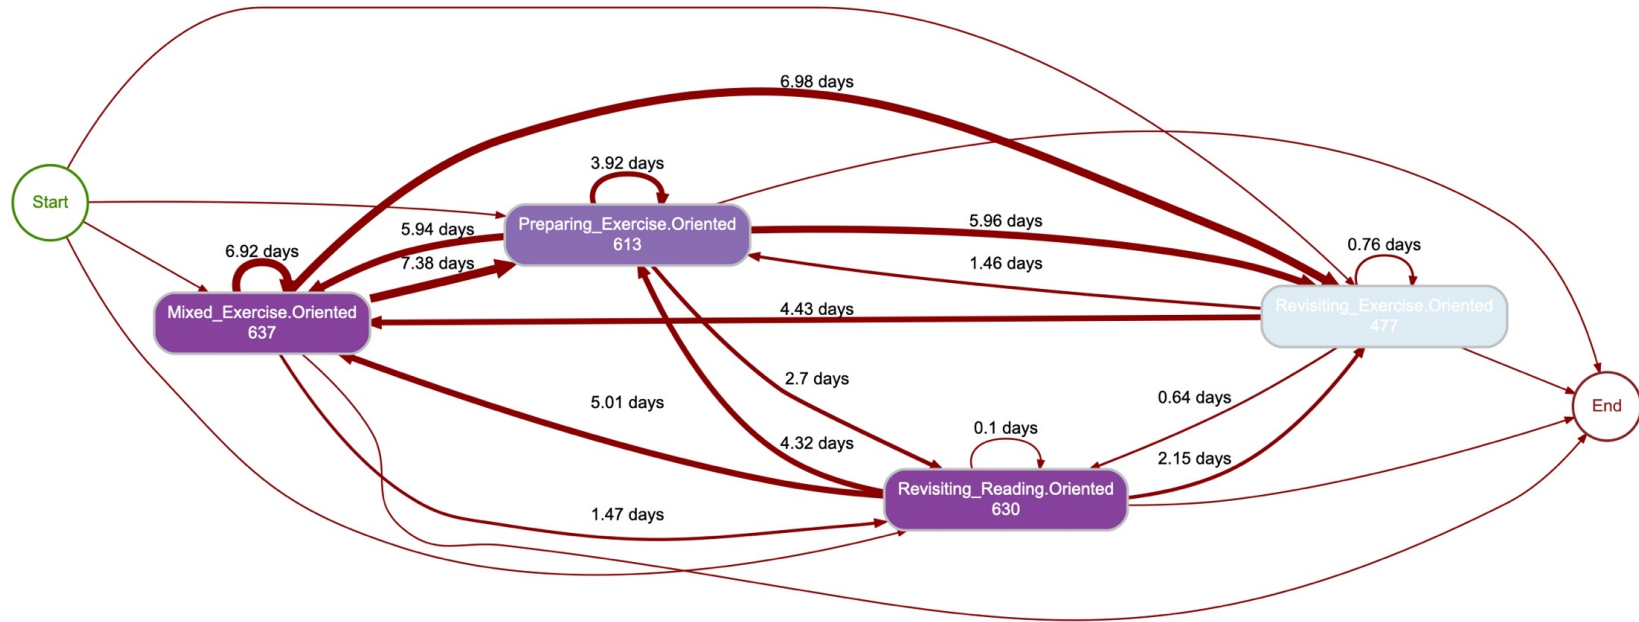 6.98 days
3.92 days
Start
Preparing_Exercise.Oriented
613
5.94 days
5.96 days
6.92 days
7.38 days
1.46 days
0.76 days
Mixed_Exercise.Oriented
637
4.43 days
Revisiting_Exercise.Oriented
477
2.7 days
5.01 days
0.64 days
End
0.1 days
4.32 days
2.15 days
Revisiting_Reading.Oriented
630
1.47 days